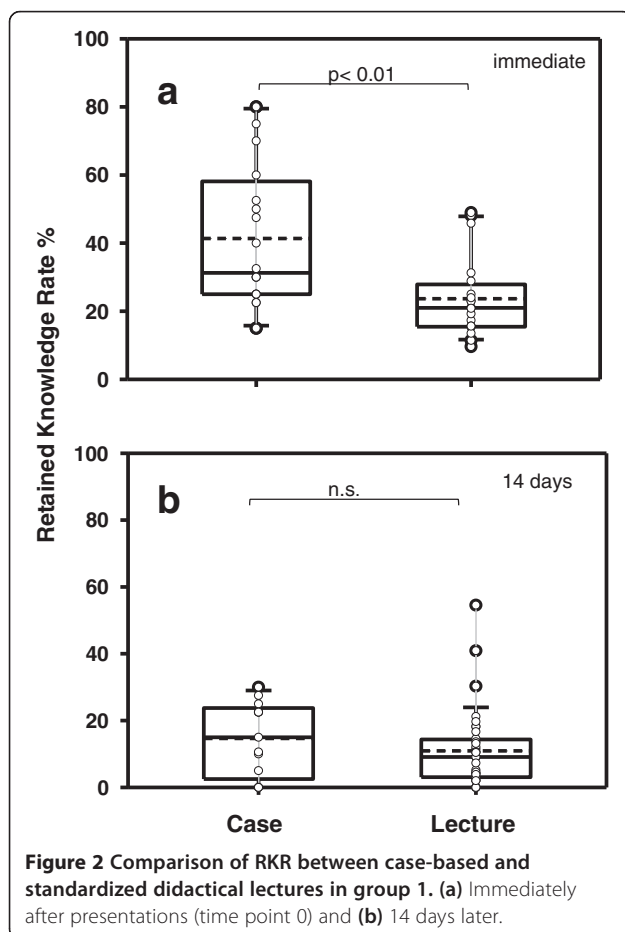 100
80
60
40
20
0
a
immediate
p< 0.01
Retained Knowledge Rate %
100
80
60
40
20
0
b
14 days
n.s.
Case Lecture
Figure 2 Comparison of RKR between case-based and
standardized didactical lectures in group 1. (a) Immediately
after presentations (time point 0) and (b) 14 days later.